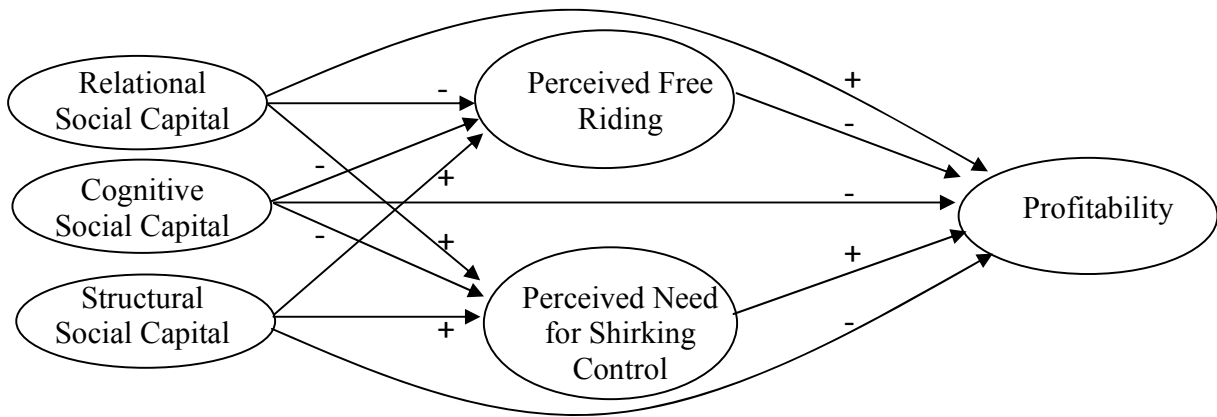 Relational
Social Capital
Cognitive
Social Capital
Structural
Social Capital
Perceived Free
Riding
Perceived Need
for Shirking
Control
Profitability
-
-
+
+
-
+
+
-
-
+
-